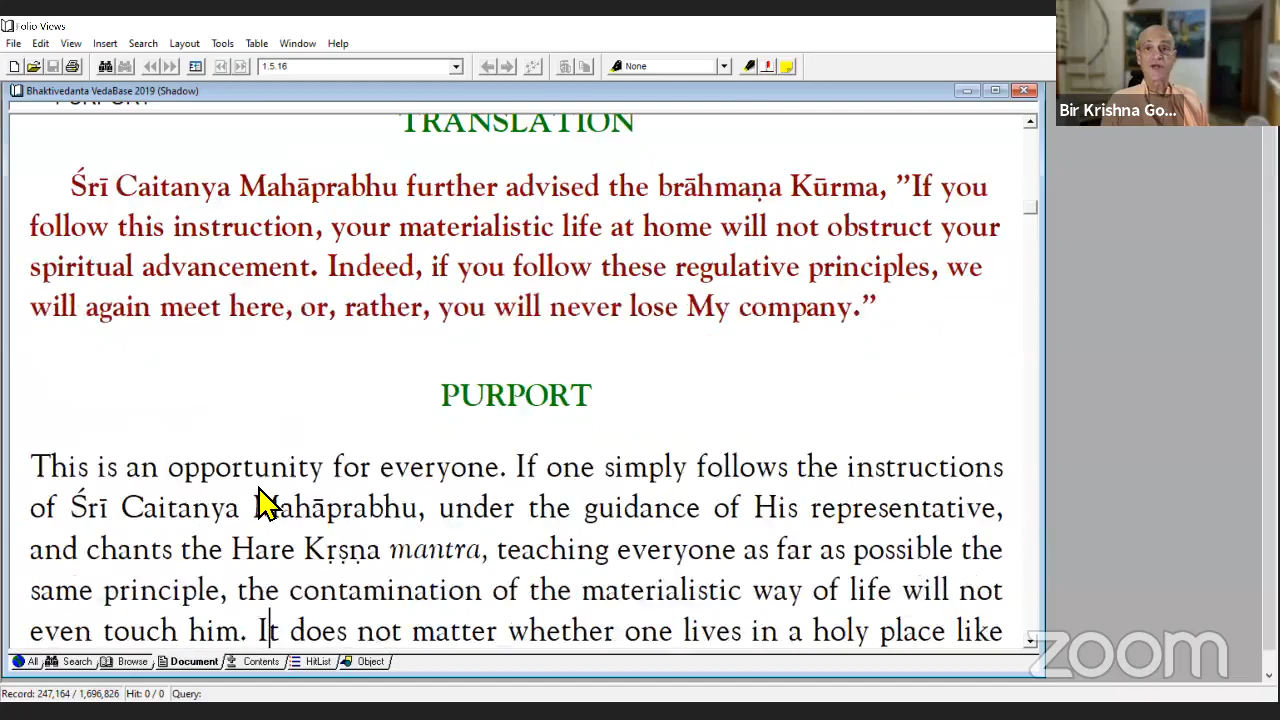 Folio Views
File Edit View Insert Search Layout Tools Table Window Help
1.5.16 None
Bhaktivedanta VedaBase 2019 (Shadow)
PURPORT
TRANSLATION
Śrī Caitanya Mahāprabhu further advised the brāhmaṇa Kūrma, ”If you
follow this instruction, your materialistic life at home will not obstruct your
spiritual advancement. Indeed, if you follow these regulative principles, we
will again meet here, or, rather, you will never lose My company.”
PURPORT
This is an opportunity for everyone. If one simply follows the instructions
of Śrī Caitanya Mahāprabhu, under the guidance of His representative,
and chants the Hare Kṛṣṇa mantra, teaching everyone as far as possible the
same principle, the contamination of the materialistic way of life will not
even touch him. It does not matter whether one lives in a holy place like
All Search Browse Document Contents HitList Object
Record: 247,164 / 1,696,826 Hit: 0 / 0 Query:
Bir Krishna Go...
zoom